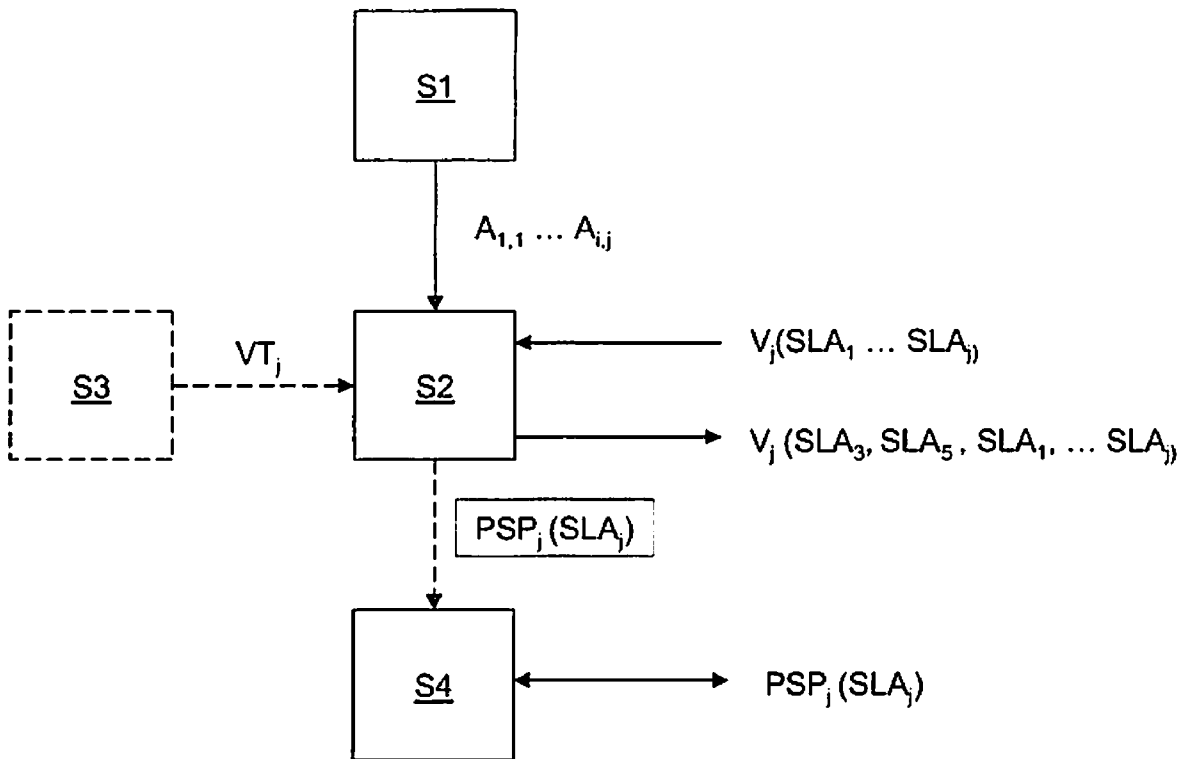 S1
A1,1 ... Ai,j
S3
VTj
S2
Vj(SLA1 ... SLAj)
Vj (SLA3, SLA5, SLA1, ... SLAj)
PSPj (SLAj)
S4
PSPj (SLAj)